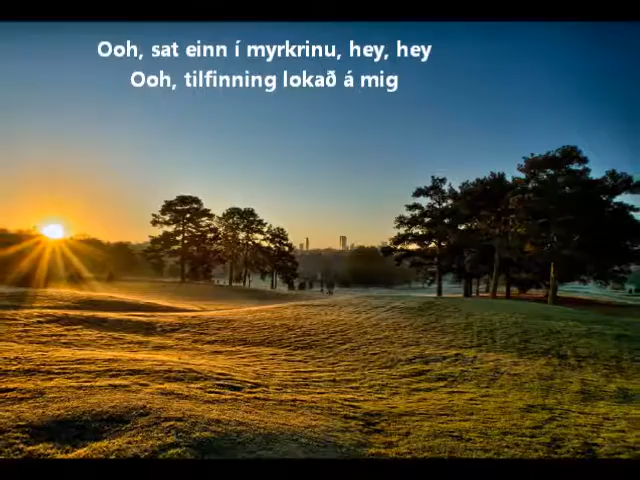 Ooh, sat einn í myrkrinu, hey, hey
Ooh, tilfinning lokað á mig